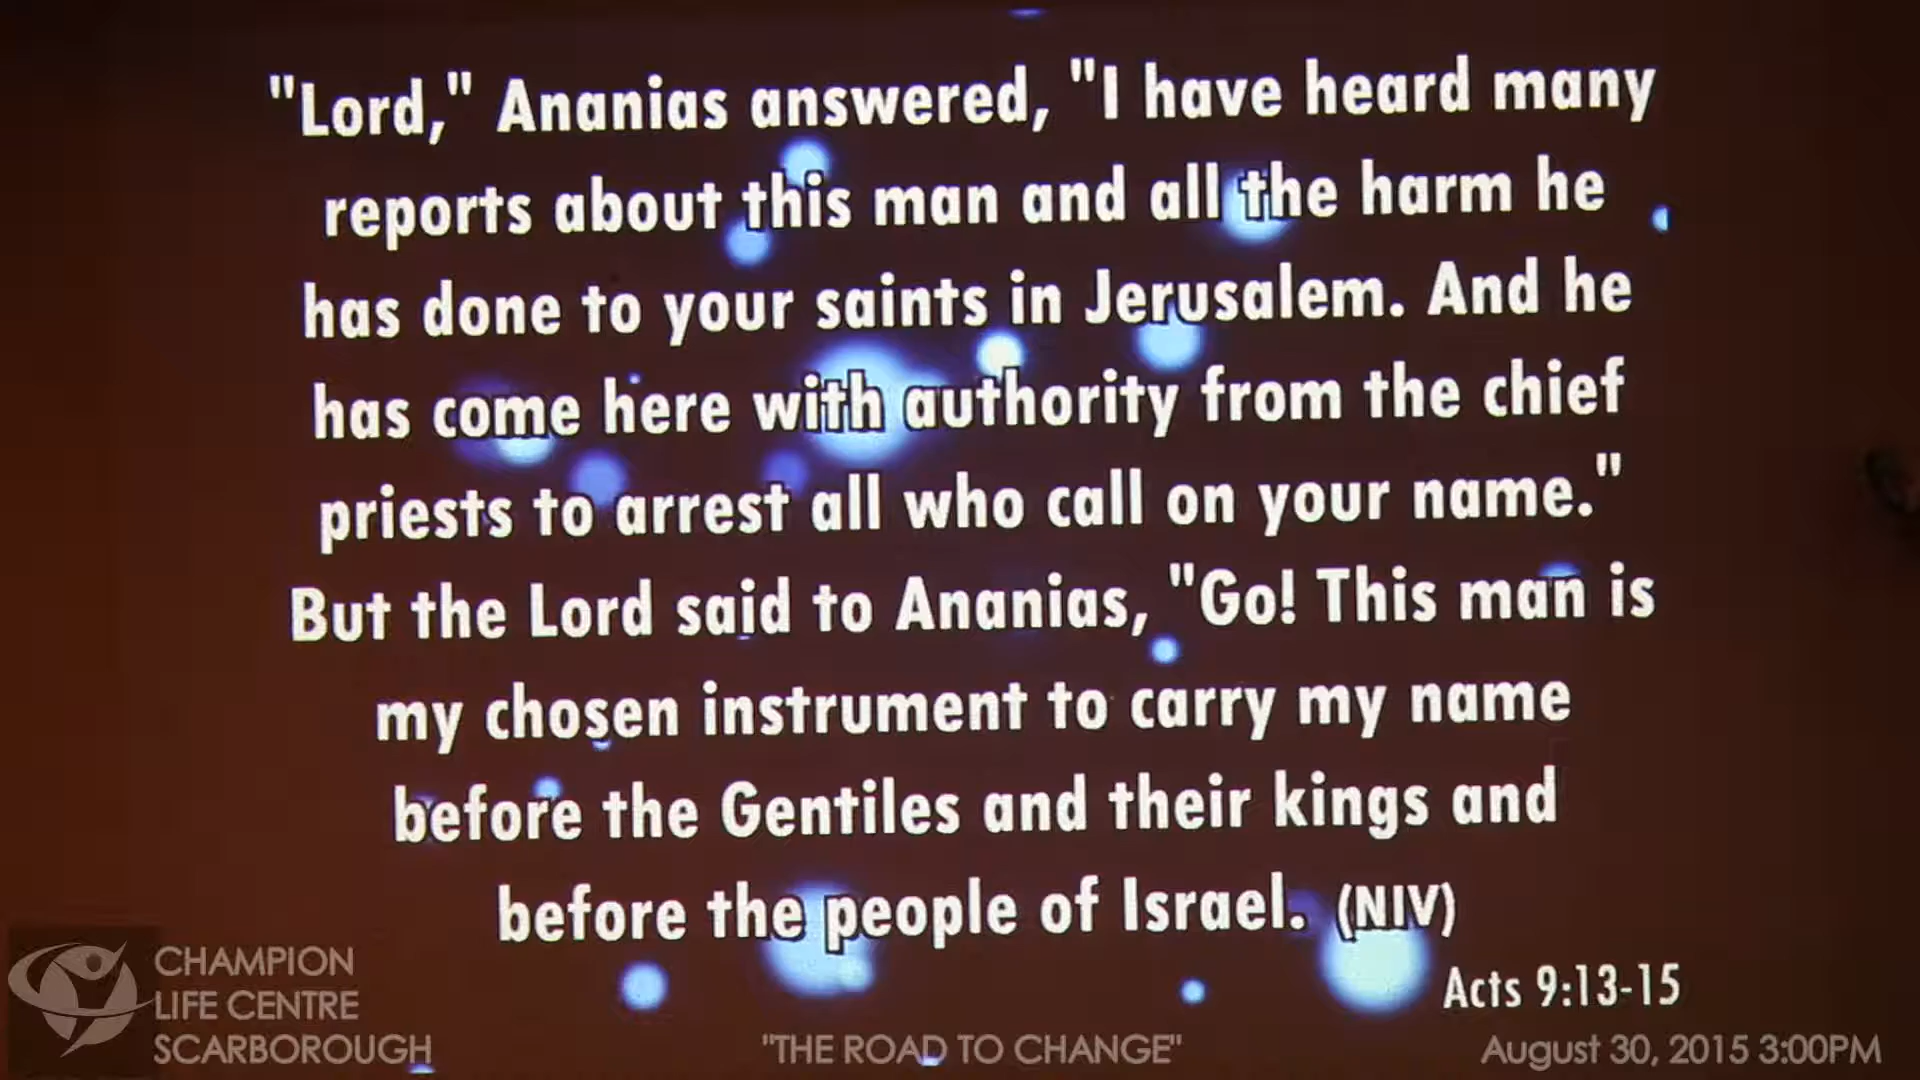 "Lord," Ananias answered, "I have heard many
reports about this man and all the harm he
has done to your saints in Jerusalem. And he
has come here with authority from the chief
priests to arrest all who call on your name."
But the Lord said to Ananias, "Go! This man is
my chosen instrument to carry my name
before the Gentiles and their kings and
before the people of Israel. (NIV)
Acts 9:13-15
CHAMPION
LIFE CENTRE
SCARBOROUGH
"THE ROAD TO CHANGE"
August 30, 2015 3:00PM